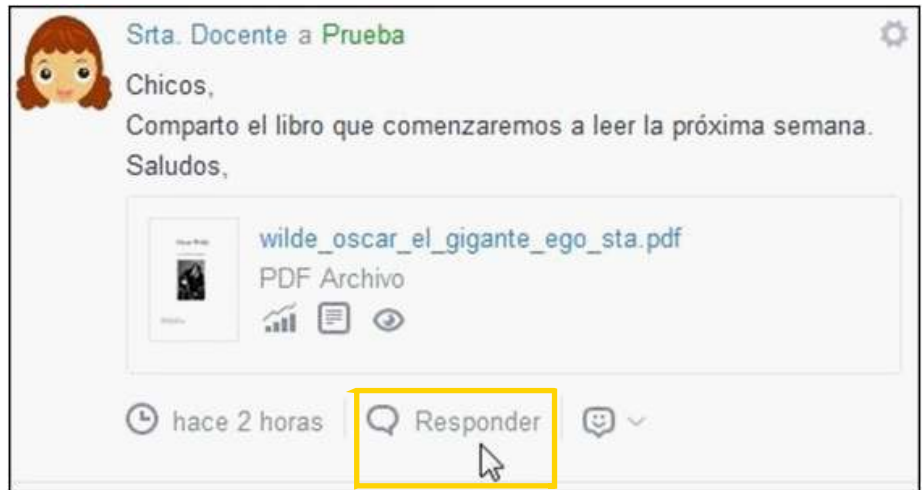 Srta. Docente a Prueba
Chicos,
Comparto el libro que comenzaremos a leer la próxima semana.
Saludos,
wilde_oscar_el_gigante_ego_sta.pdf
PDF Archivo
hace 2 horas Responder